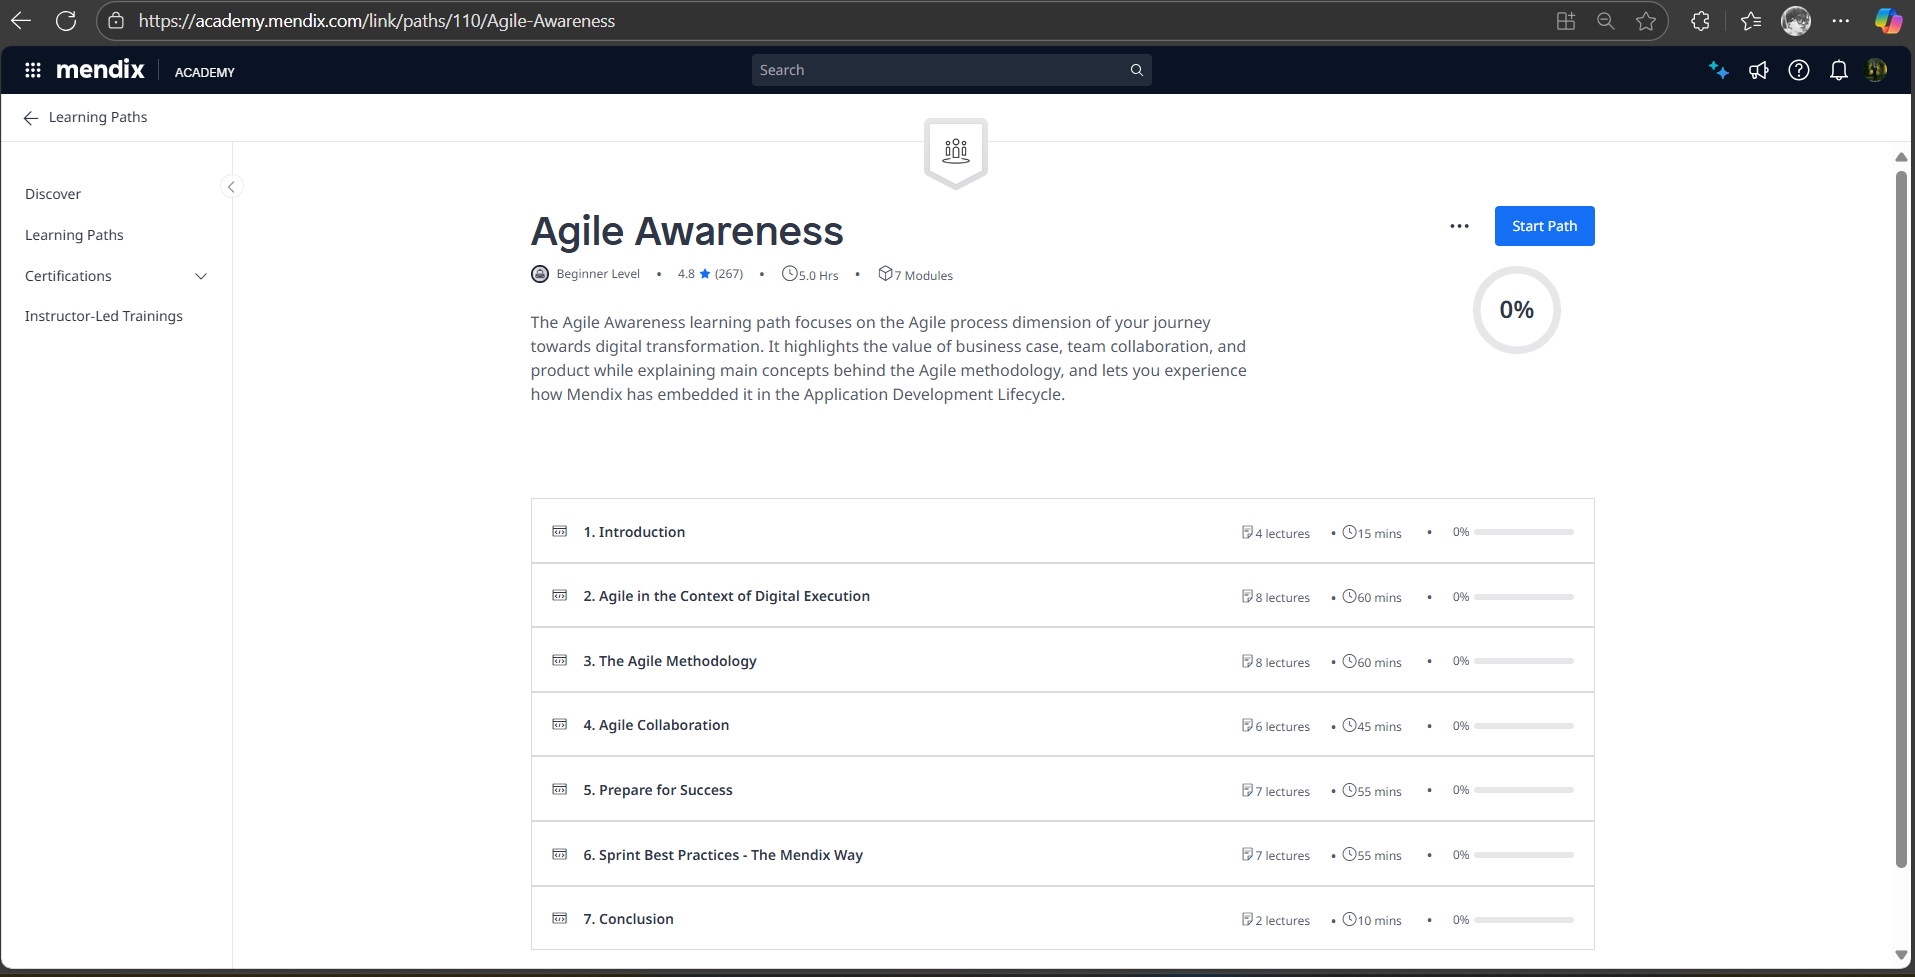 https://academy.mendix.com/link/paths/110/Agile-Awareness
mendix ACADEMY
Search
Learning Paths
Discover
Learning Paths
Certifications
Instructor-Led Trainings
Agile Awareness
Start Path
Beginner Level • 4.8 ★ (267) • 5.0 Hrs • 7 Modules
0%
The Agile Awareness learning path focuses on the Agile process dimension of your journey
towards digital transformation. It highlights the value of business case, team collaboration, and
product while explaining main concepts behind the Agile methodology, and lets you experience
how Mendix has embedded it in the Application Development Lifecycle.
1. Introduction 4 lectures • 15 mins • 0%
2. Agile in the Context of Digital Execution 8 lectures • 60 mins • 0%
3. The Agile Methodology 8 lectures • 60 mins • 0%
4. Agile Collaboration 6 lectures • 45 mins • 0%
5. Prepare for Success 7 lectures • 55 mins • 0%
6. Sprint Best Practices - The Mendix Way 7 lectures • 55 mins • 0%
7. Conclusion 2 lectures • 10 mins • 0%